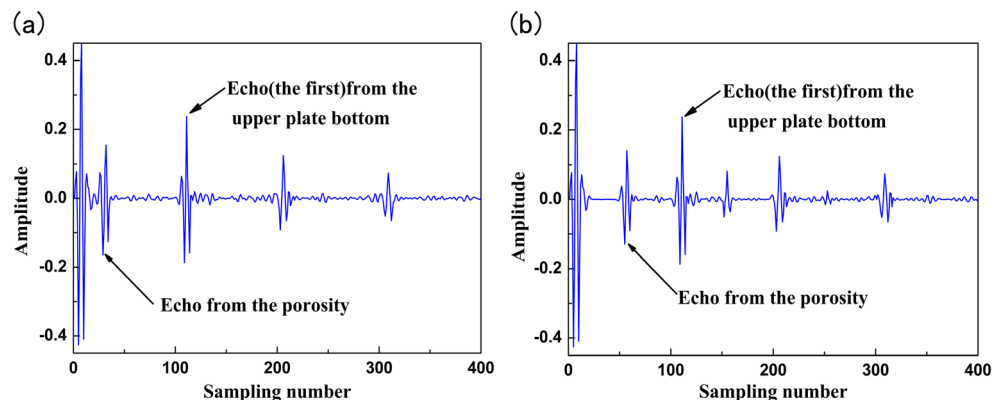 (a)
0.4
0.2
0.0
-0.2
-0.4
Amplitude
Echo(the first)from the
upper plate bottom
Echo from the porosity
0 100 200 300 400
Sampling number
(b)
0.4
0.2
0.0
-0.2
-0.4
Amplitude
Echo(the first)from the
upper plate bottom
Echo from the porosity
0 100 200 300 400
Sampling number